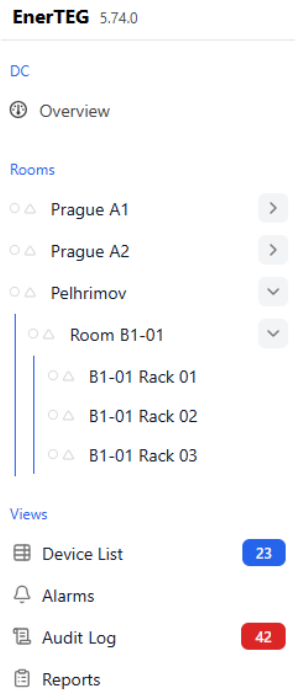 EnerTEG 5.74.0
DC
Overview
Rooms
Prague A1
Prague A2
Pelhrimov
Room B1-01
B1-01 Rack 01
B1-01 Rack 02
B1-01 Rack 03
Views
Device List 23
Alarms
Audit Log 42
Reports